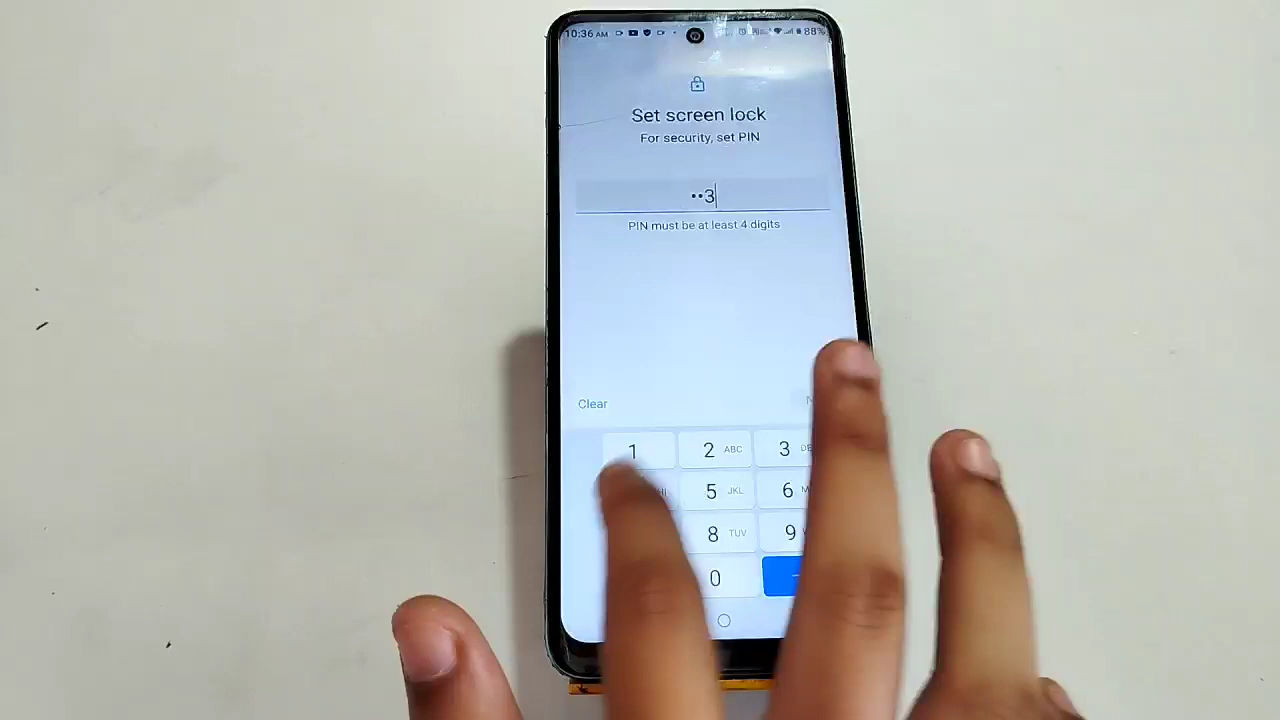 10:36 AM 88%
Set screen lock
For security, set PIN
••3
PIN must be at least 4 digits
Clear
1 2 ABC 3
5 JKL 6
8 TUV 9
0